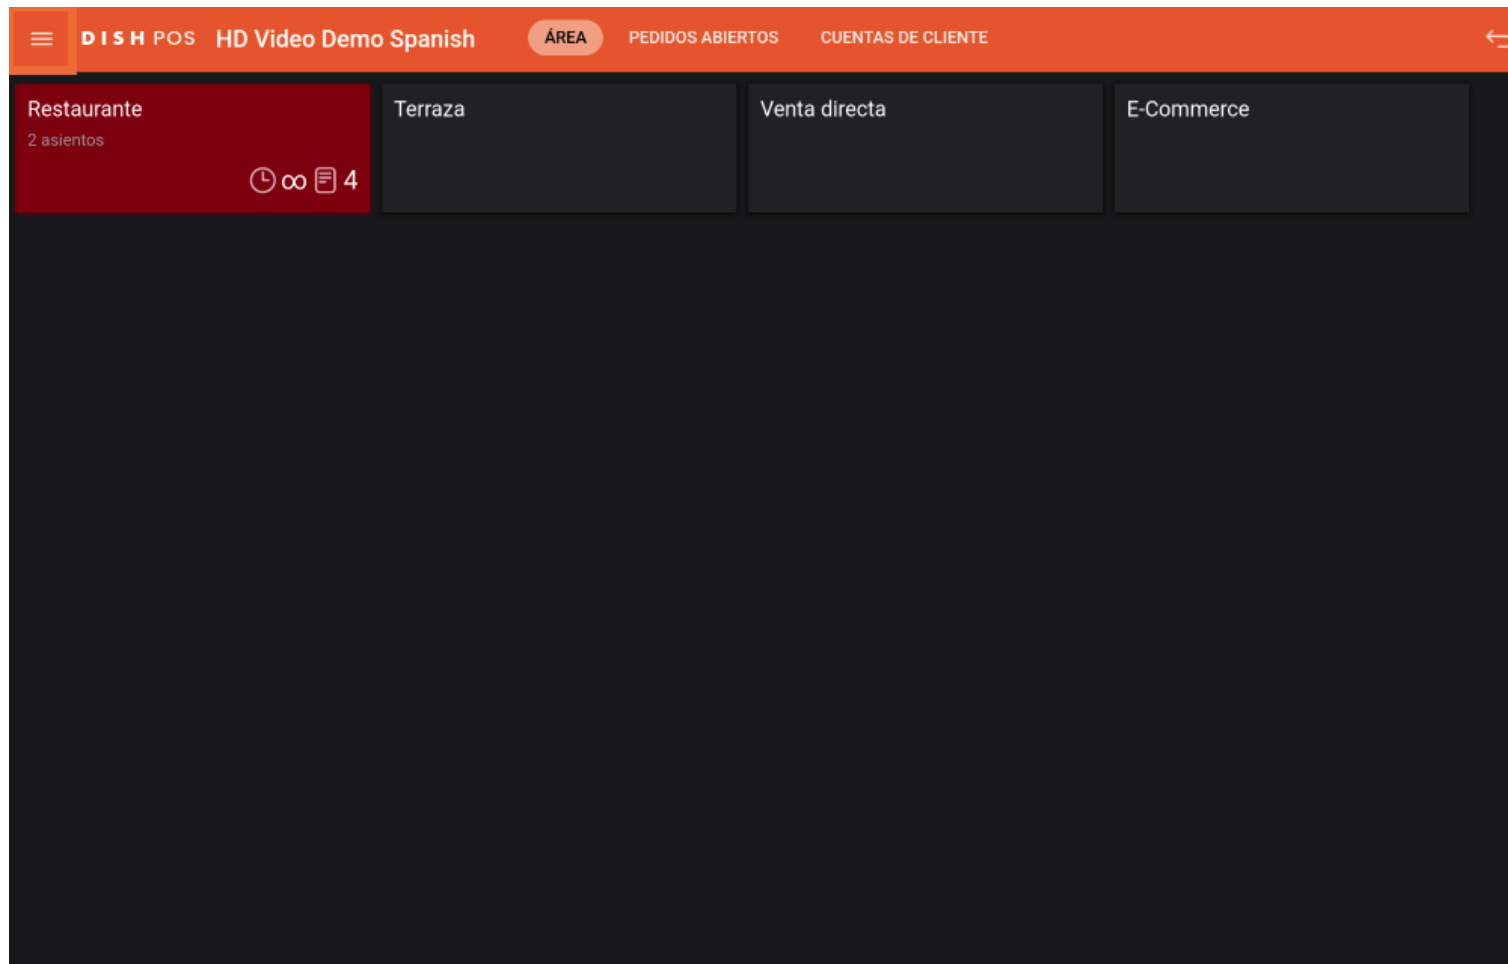 DISH POS HD Video Demo Spanish ÁREA PEDIDOS ABIERTOS CUENTAS DE CLIENTE
Restaurante
2 asientos
∞ 4
Terraza
Venta directa
E-Commerce